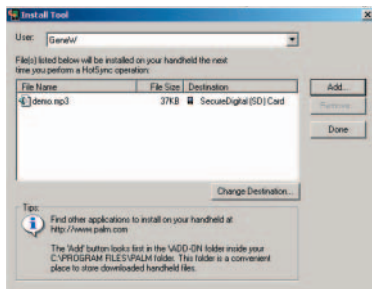 Install Tool
User: GeneW
File(s) listed below will be installed on your handheld the next
time you perform a HotSync operation:
File Name File Size Destination
demo.mp3 37KB SecureDigital (SD) Card
Add...
Remove
Done
Change Destination...
Tips:
Find other applications to install on your handheld at
http://www.palm.com
The 'Add' button looks first in the \ADD-ON folder inside your
C:\PROGRAM FILES\PALM folder. This folder is a convenient
place to store downloaded handheld files.